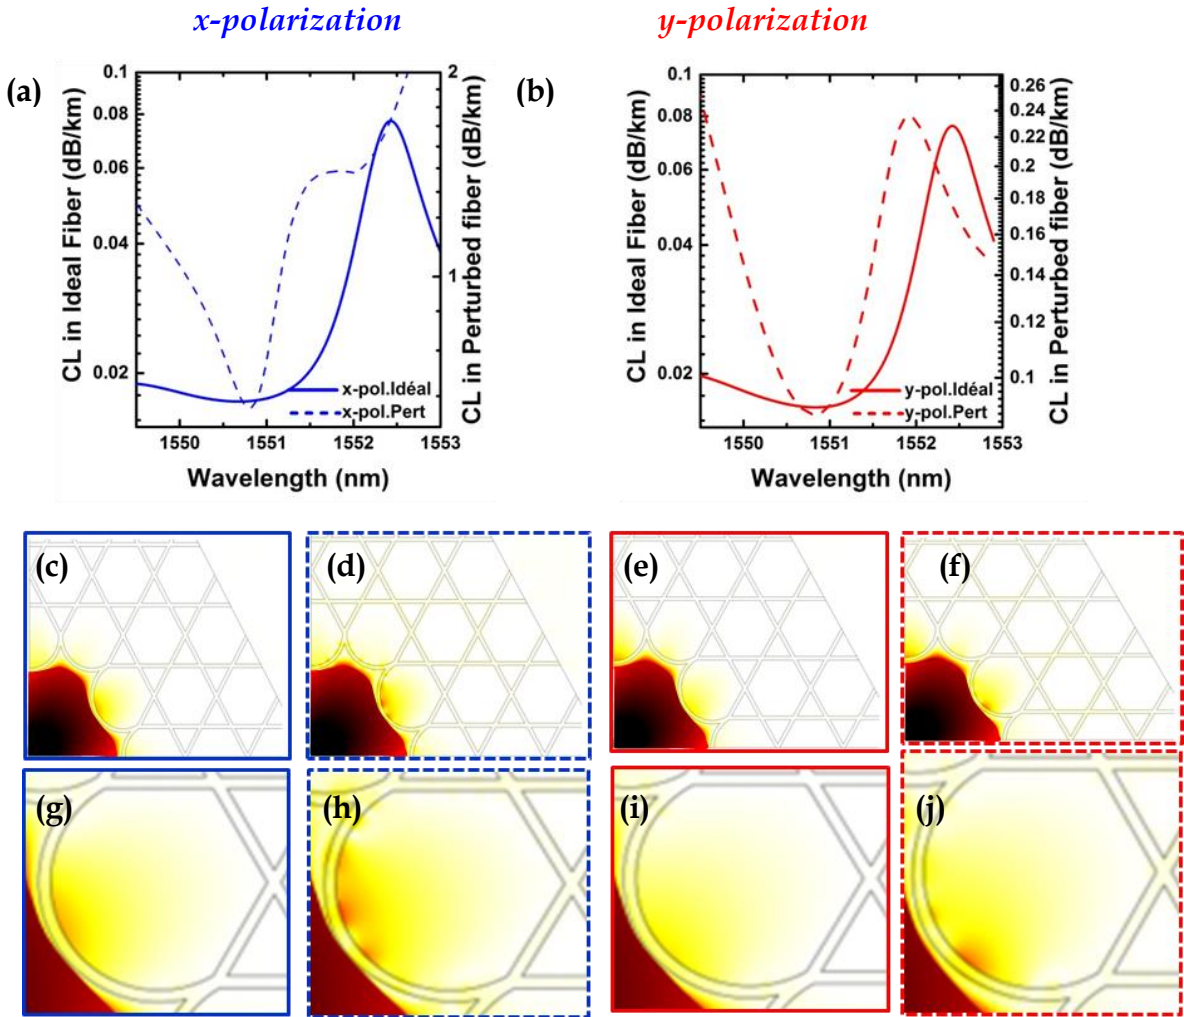 x-polarization
y-polarization
(a)
CL in Ideal Fiber (dB/km)
0.1
0.08
0.06
0.04
0.02
2
1
CL in Perturbed fiber (dB/km)
x-pol.Idéal
x-pol.Pert
1550 1551 1552 1553
Wavelength (nm)
(b)
CL in Ideal Fiber (dB/km)
0.1
0.08
0.06
0.04
0.02
0.26
0.24
0.22
0.2
0.18
0.16
0.14
0.12
0.1
CL in Perturbed fiber (dB/km)
y-pol.Idéal
y-pol.Pert
1550 1551 1552 1553
Wavelength (nm)
(c)
(d)
(e)
(f)
(g)
(h)
(i)
(j)